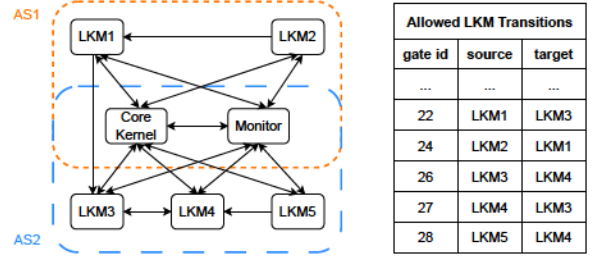 AS1
LKM1
LKM2
Core
Kernel
Monitor
LKM3
LKM4
LKM5
AS2
Allowed LKM Transitions
gate id source target
... ... ...
22 LKM1 LKM3
24 LKM2 LKM1
26 LKM3 LKM4
27 LKM4 LKM3
28 LKM5 LKM4